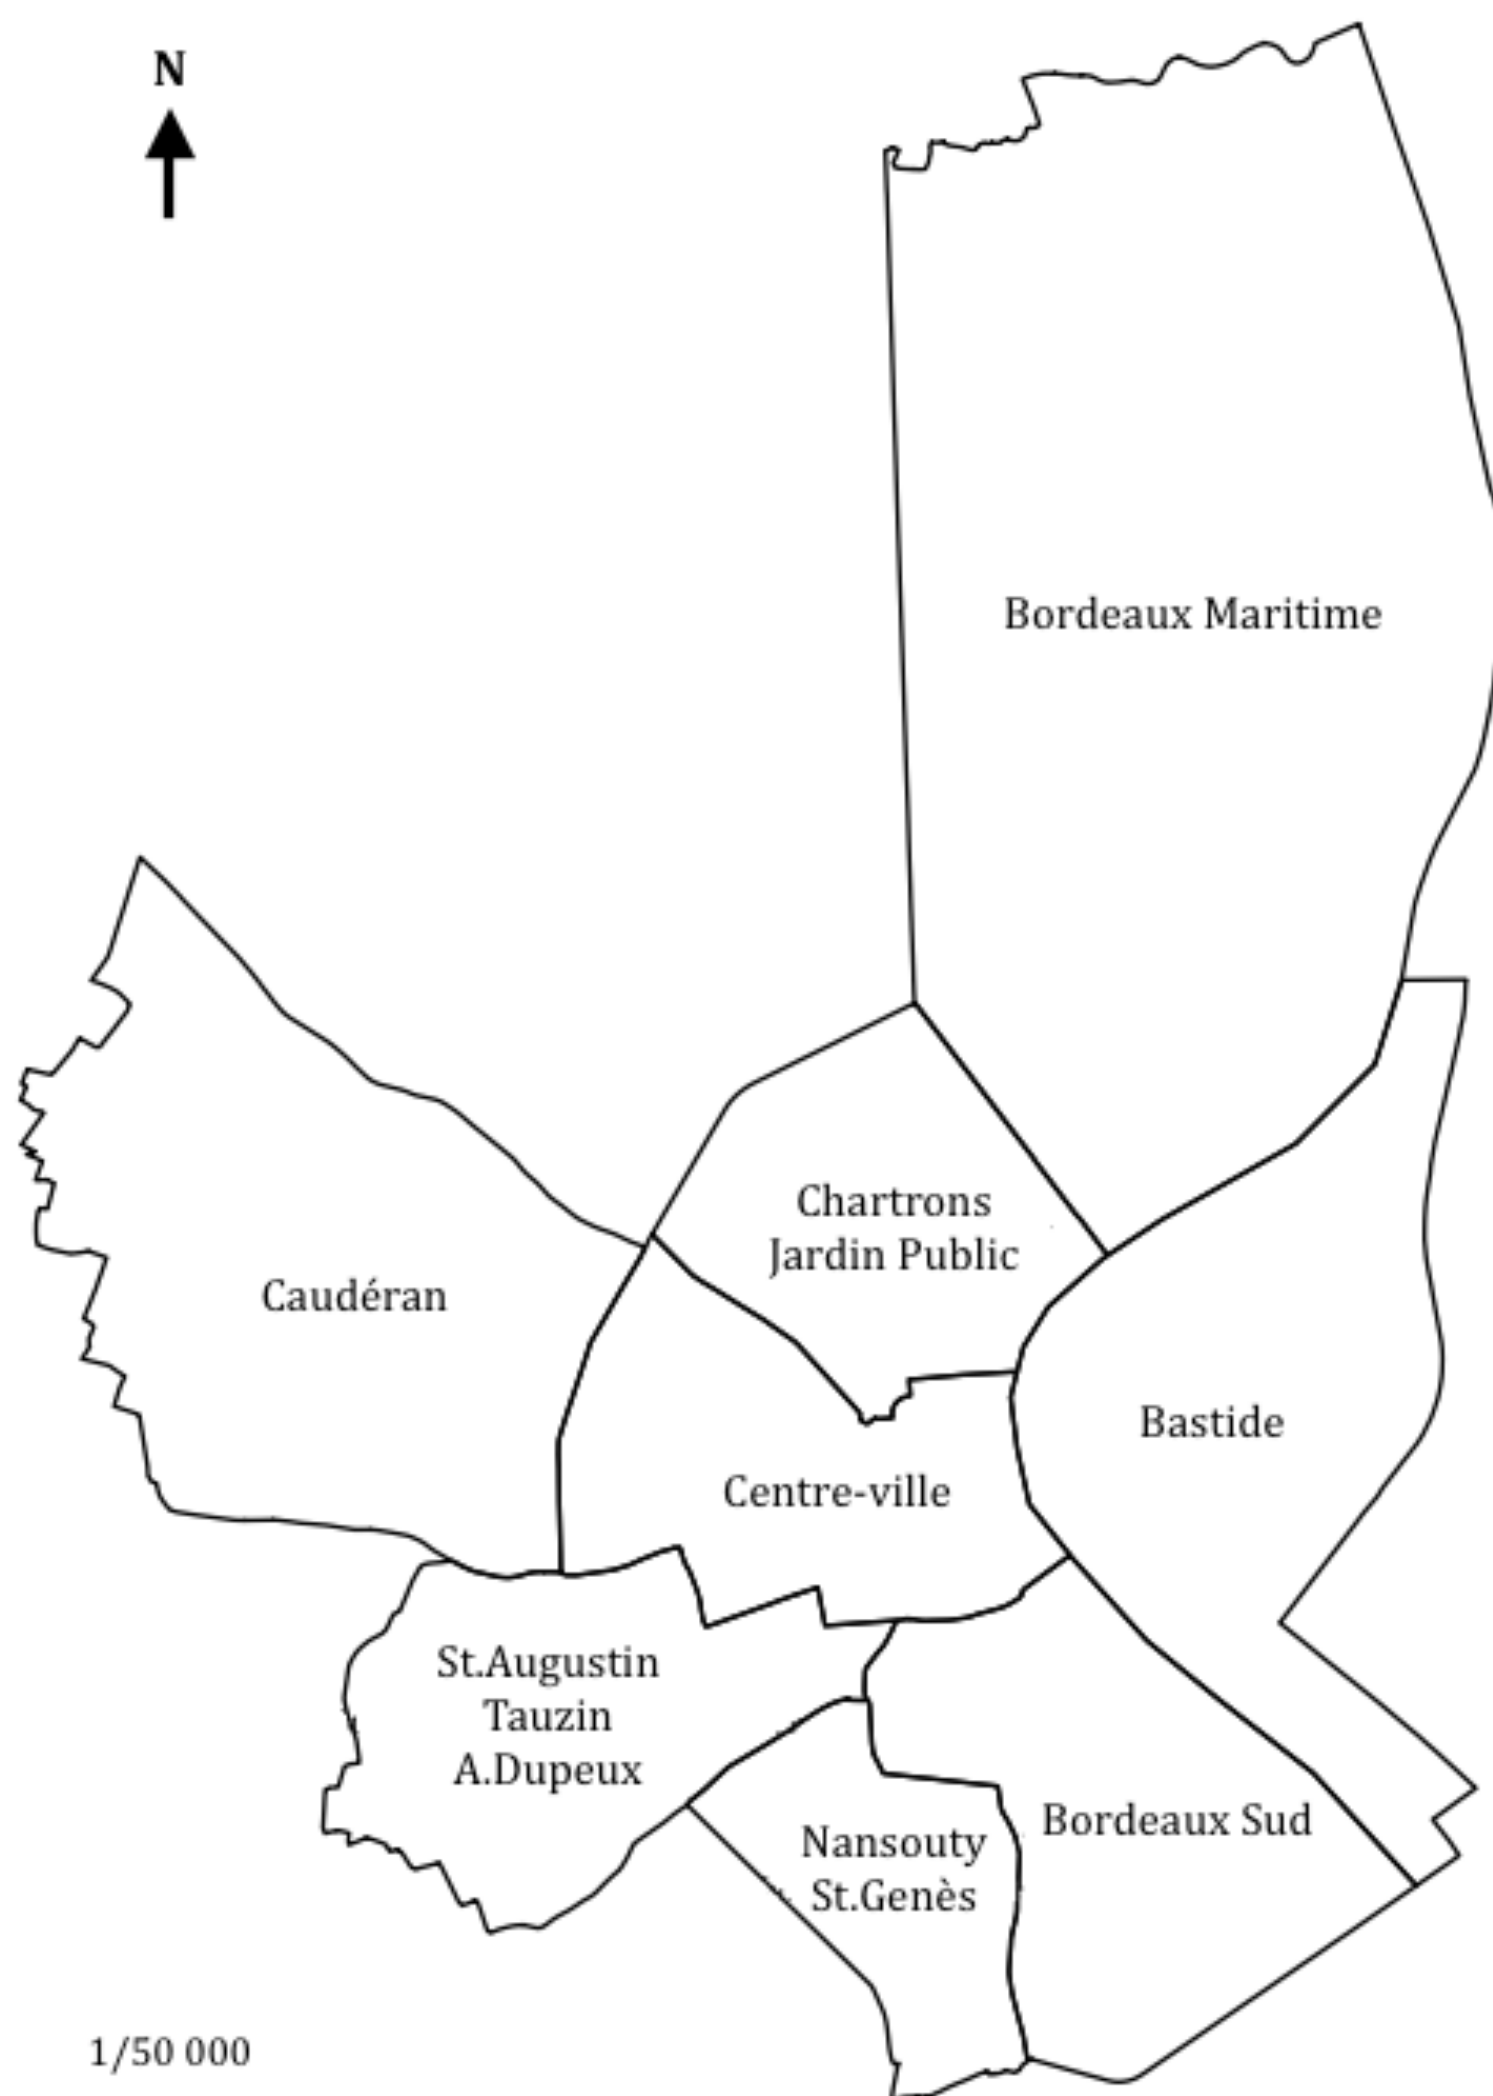 N
Bordeaux Maritime
Chartrons
Jardin Public
Caudéran
Bastide
Centre-ville
St.Augustin
Tauzin
A.Dupeux
Bordeaux Sud
Nansouty
St.Genès
1/50 000